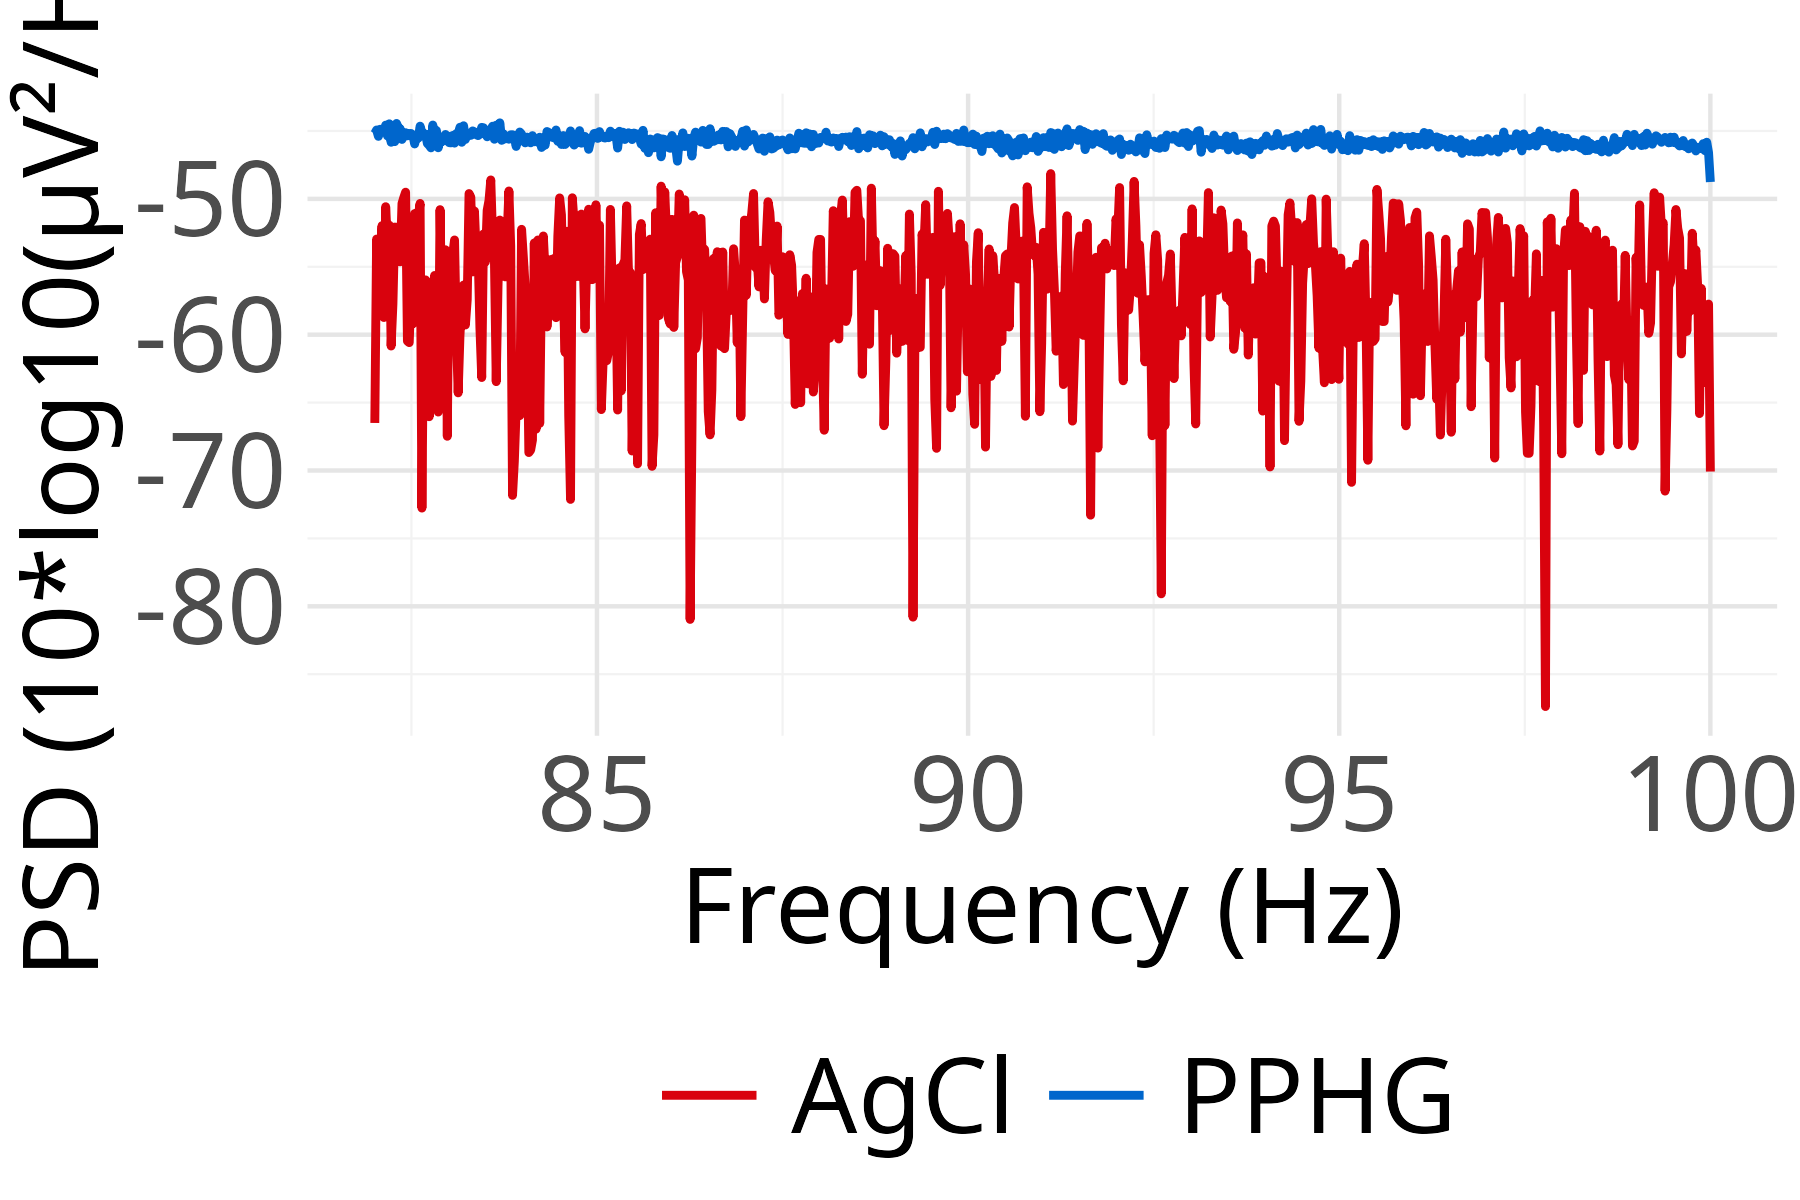 PSD (10*log10(μV²/H
-50
-60
-70
-80
85 90 95 100
Frequency (Hz)
AgCl PPHG